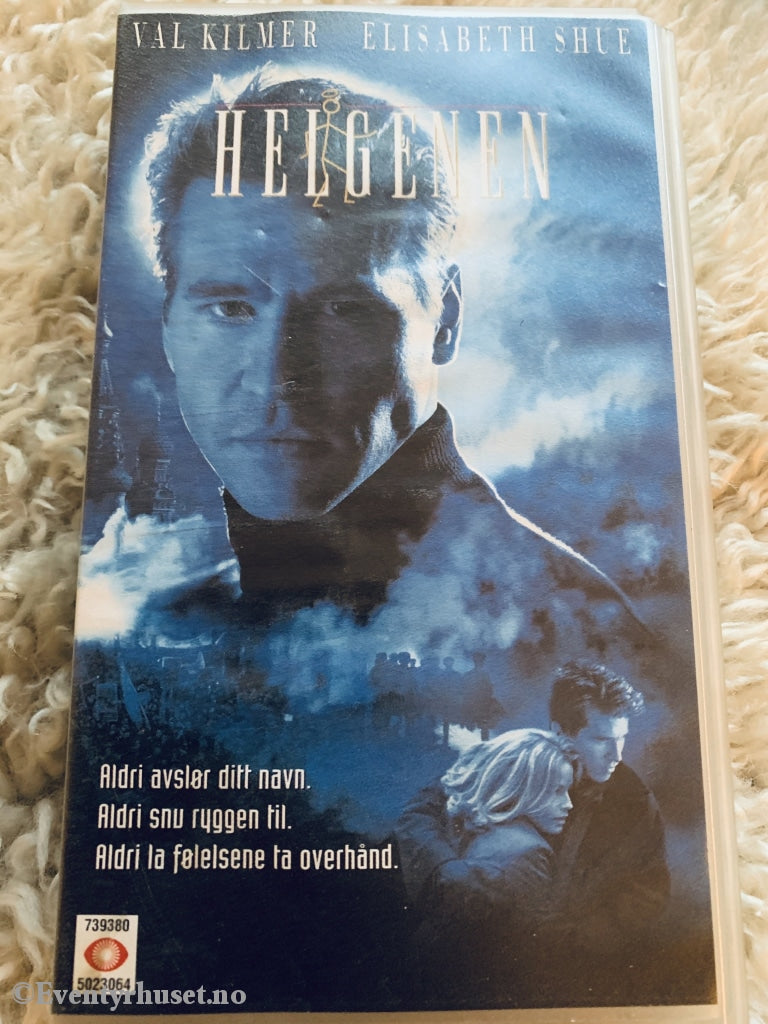 VAL KILMER ELISABETH SHUE
HELGENEN
Aldri avslør ditt navn.
Aldri snu ryggen til.
Aldri la følelsene ta overhånd.
739380
5023064
©Eventyrhuset.no